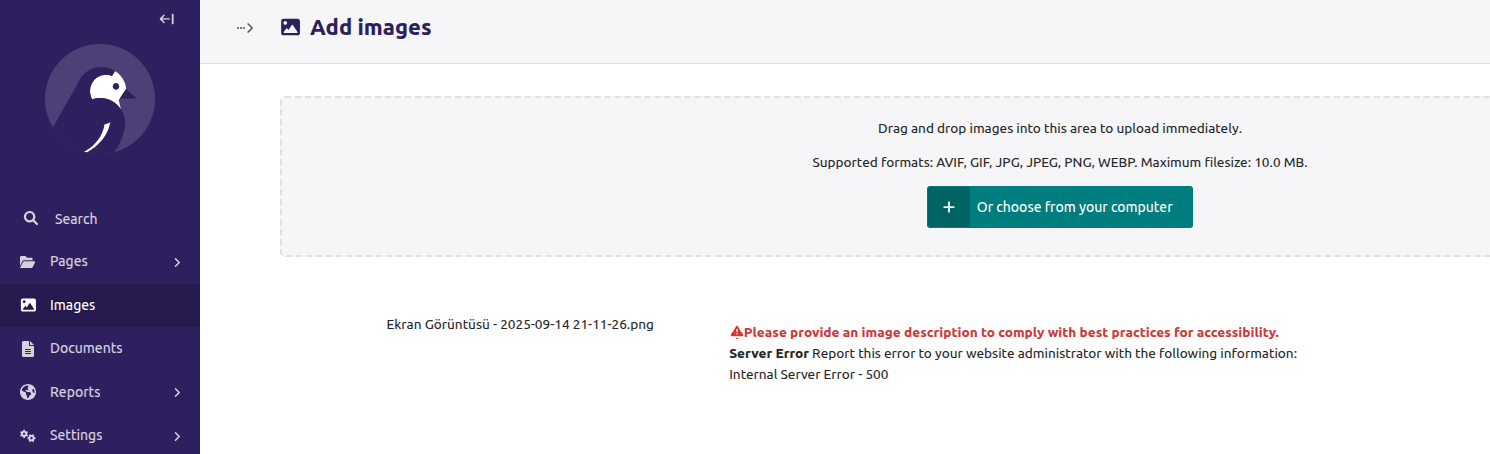 Add images
Drag and drop images into this area to upload immediately.
Supported formats: AVIF, GIF, JPG, JPEG, PNG, WEBP. Maximum filesize: 10.0 MB.
Or choose from your computer
Search
Pages
Images
Documents
Reports
Settings
Ekran Görüntüsü - 2025-09-14 21-11-26.png
Please provide an image description to comply with best practices for accessibility.
Server Error Report this error to your website administrator with the following information:
Internal Server Error - 500